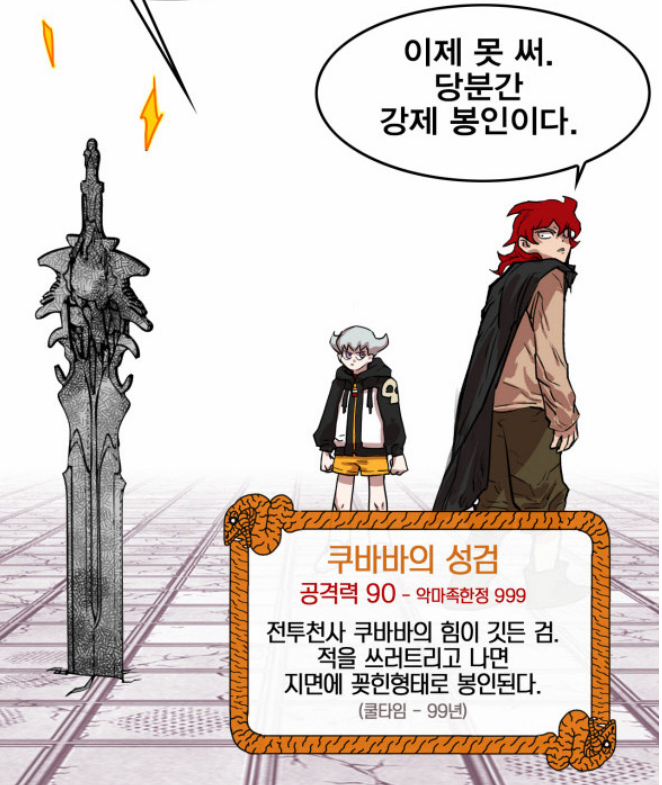 이제 못 써.
당분간
강제 봉인이다.
쿠바바의 성검
공격력 90 - 악마족한정 999
전투천사 쿠바바의 힘이 깃든 검.
적을 쓰러트리고 나면
지면에 꽂힌형태로 봉인된다.
(쿨타임 - 99년)